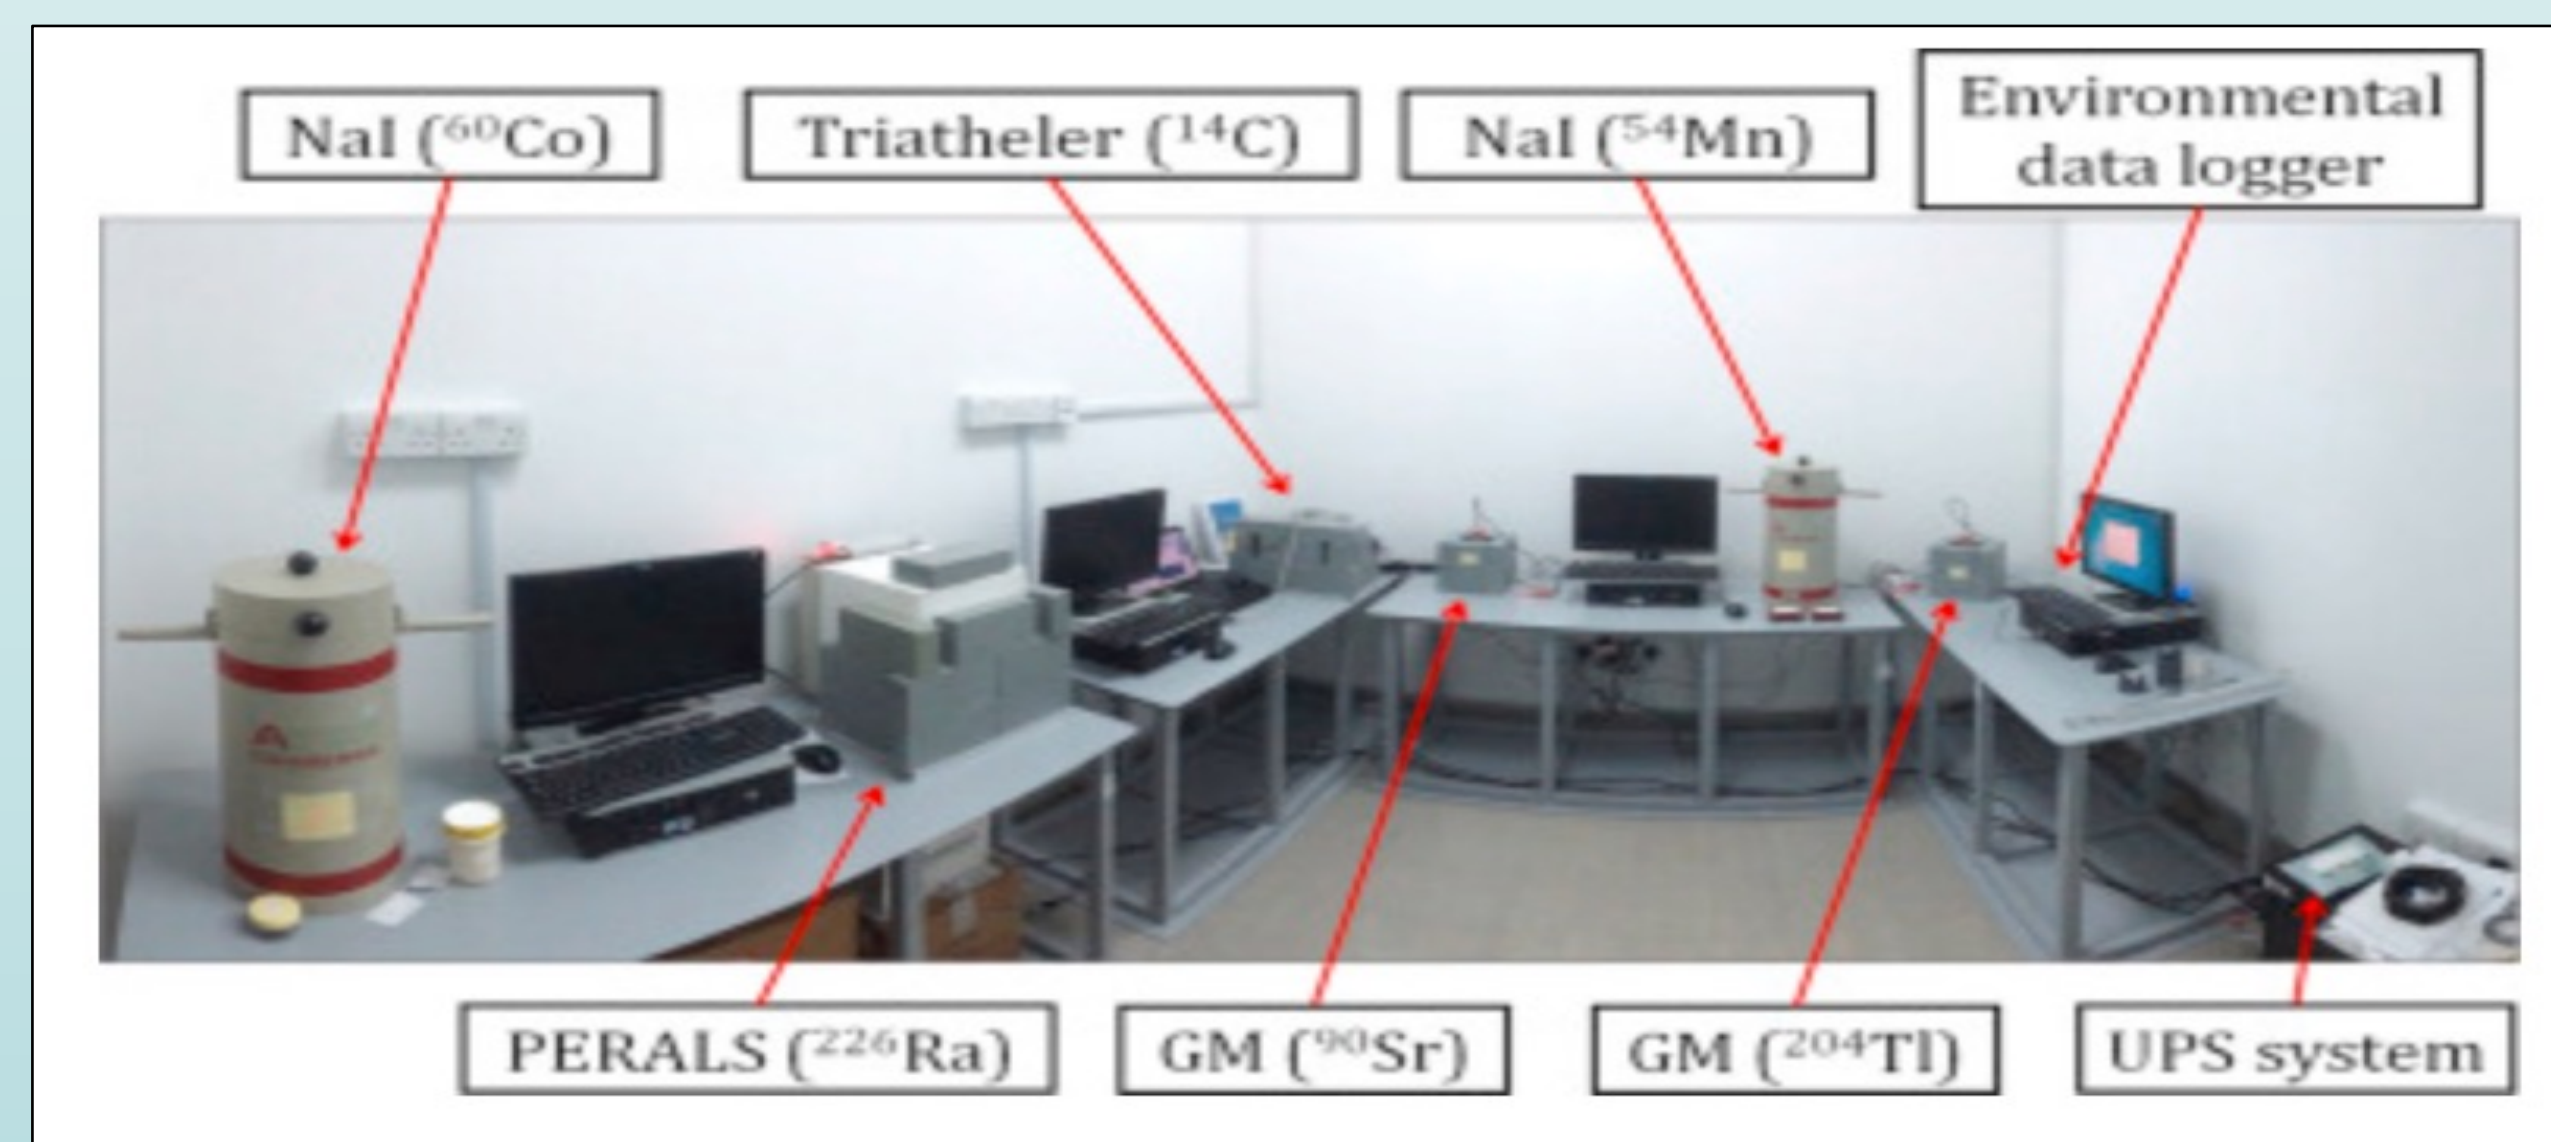 NaI (⁶⁰Co)
Triatheler (¹⁴C)
NaI (⁵⁴Mn)
Environmental
data logger
PERALS (²²⁶Ra)
GM (⁹⁰Sr)
GM (²⁰⁴Tl)
UPS system